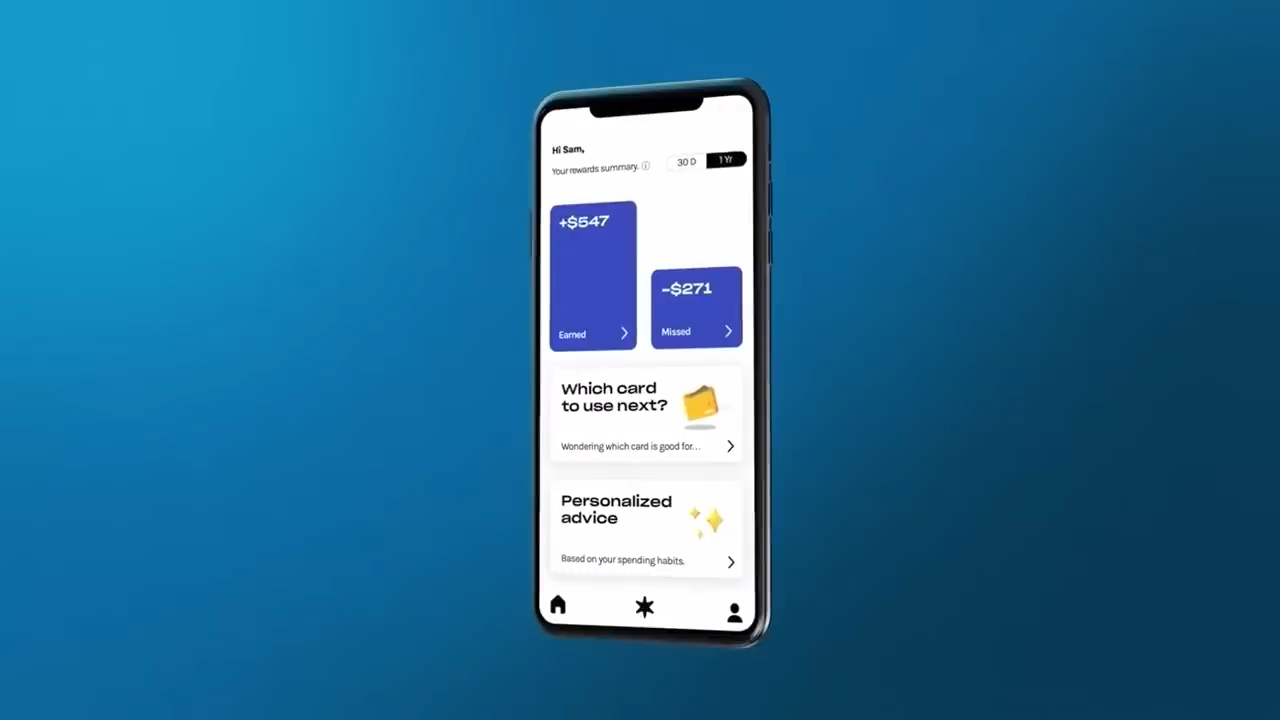 Hi Sam,
Your rewards summary.
30 D
1 Yr
+$547
Earned
-$271
Missed
Which card
to use next?
Wondering which card is good for...
Personalized
advice
Based on your spending habits.